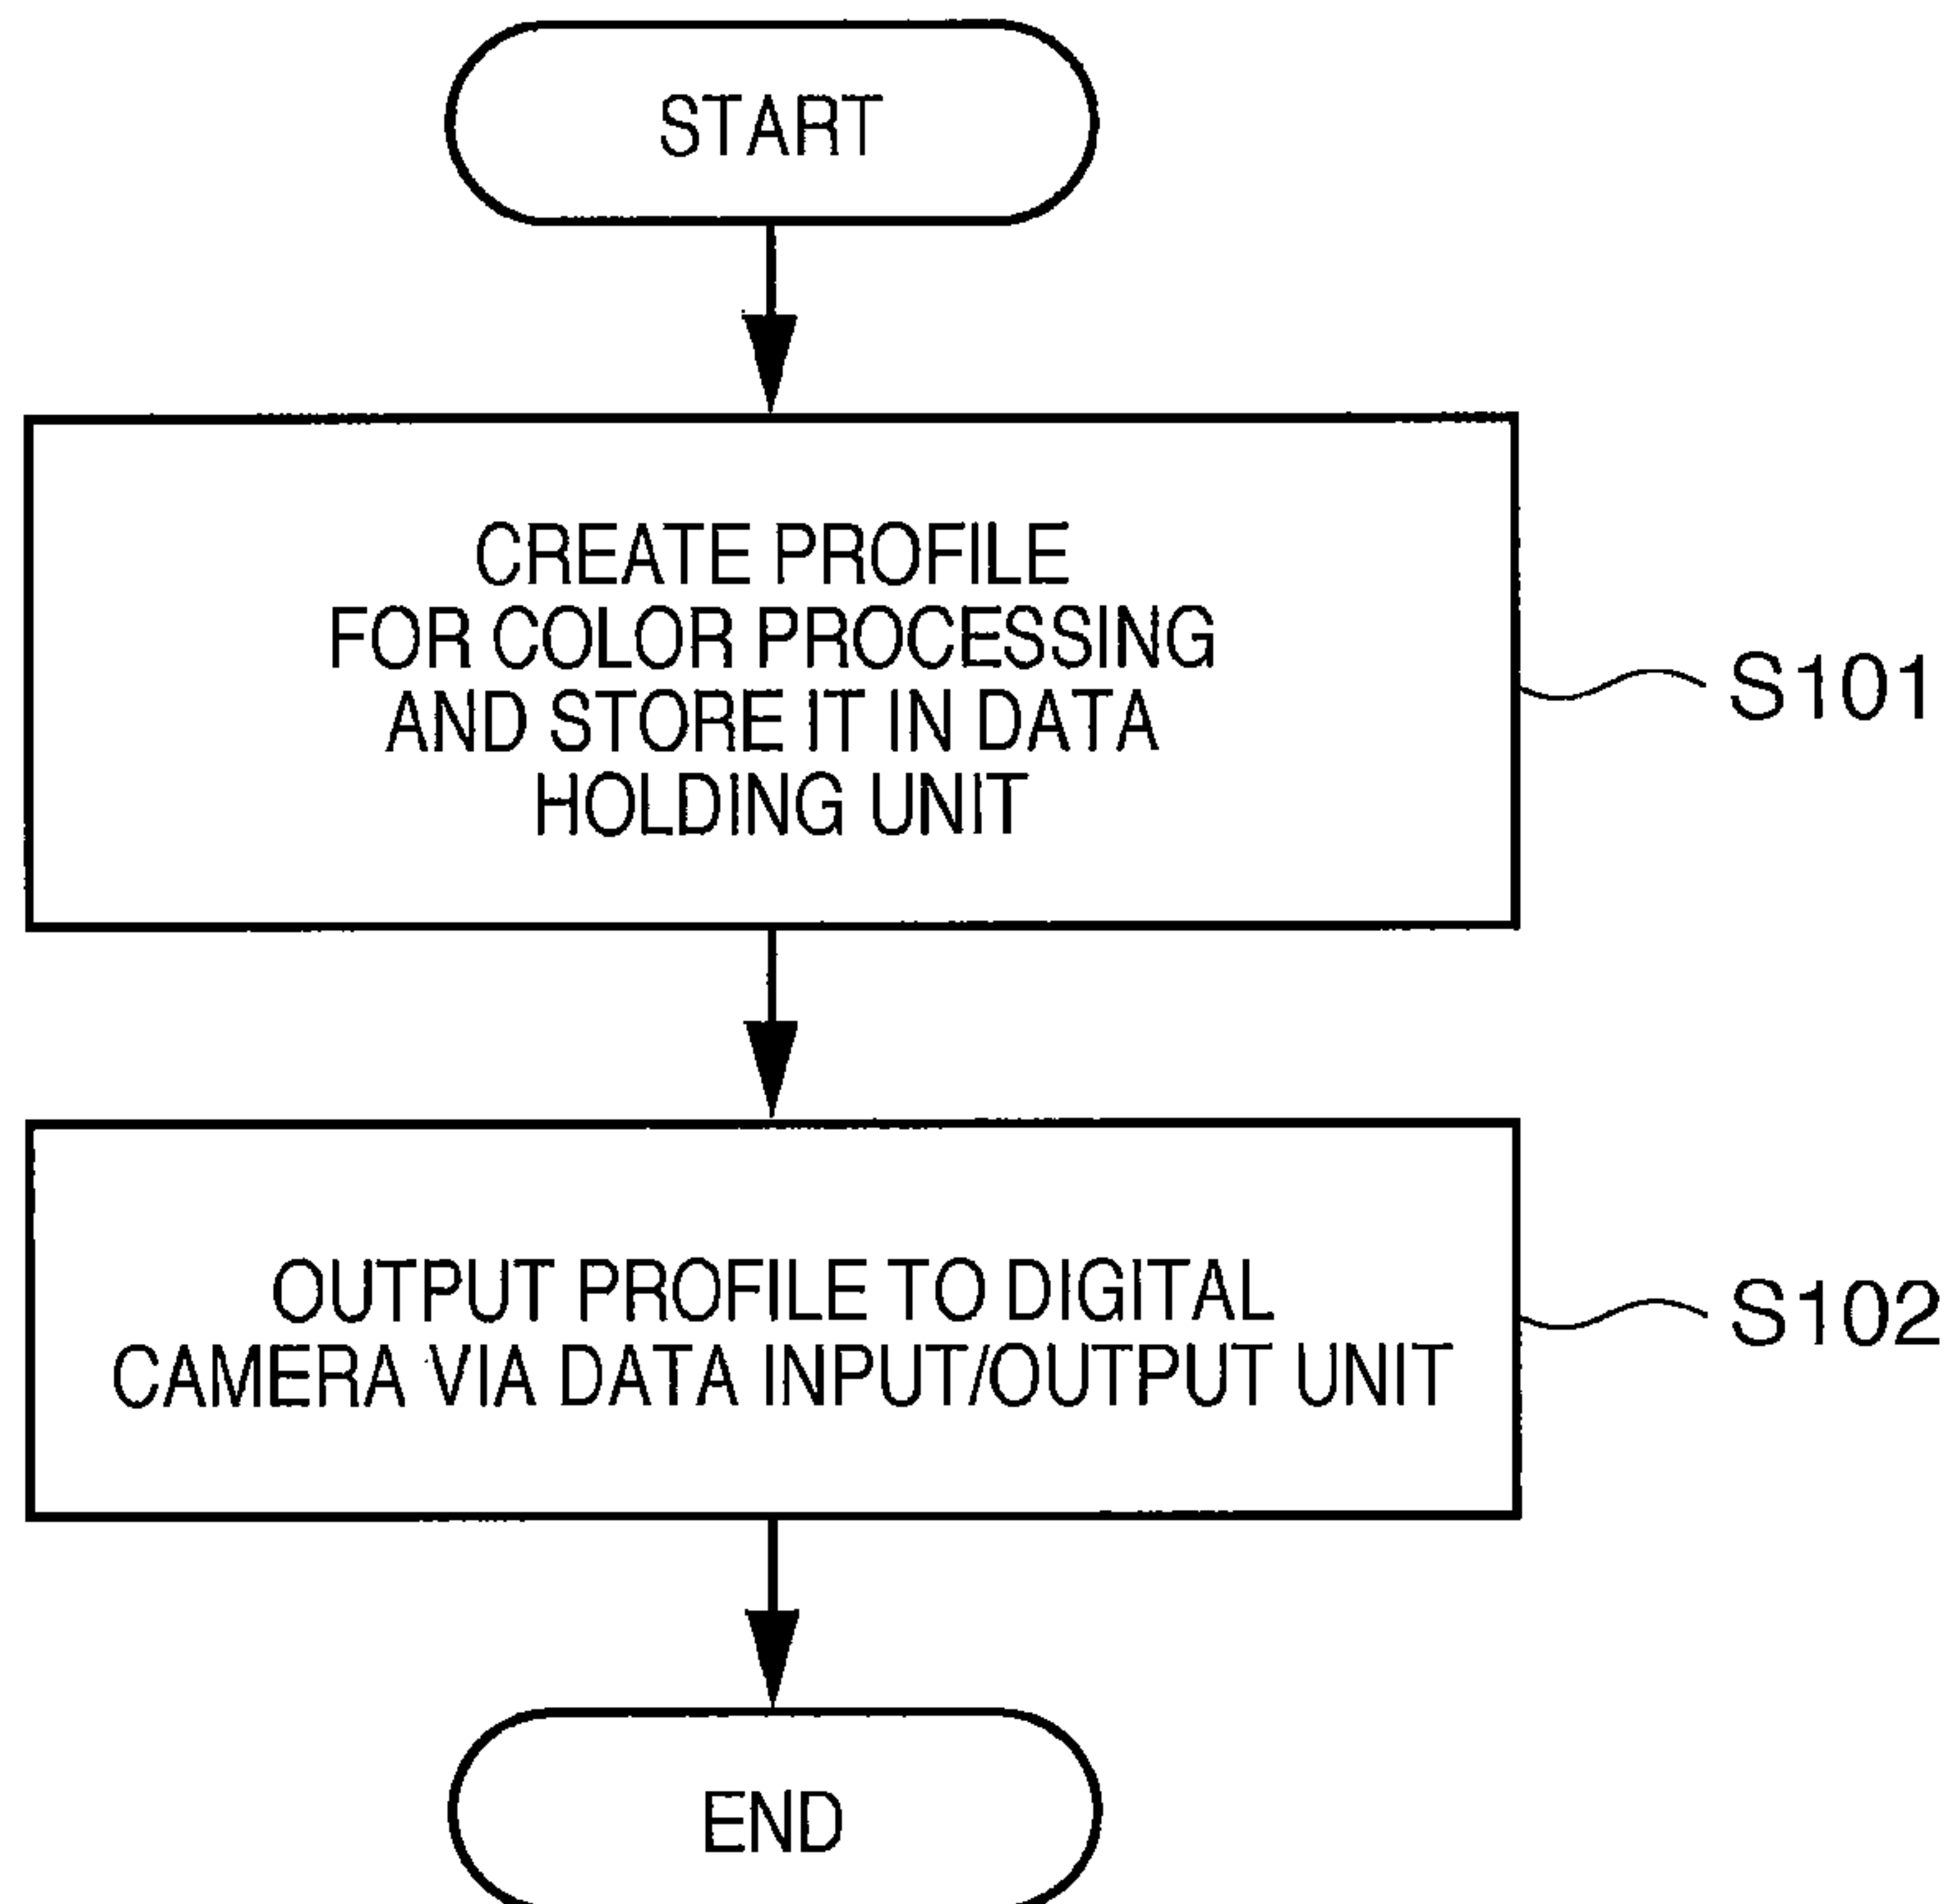 START
CREATE PROFILE
FOR COLOR PROCESSING
AND STORE IT IN DATA
HOLDING UNIT
S101
OUTPUT PROFILE TO DIGITAL
CAMERA VIA DATA INPUT/OUTPUT UNIT
S102
END